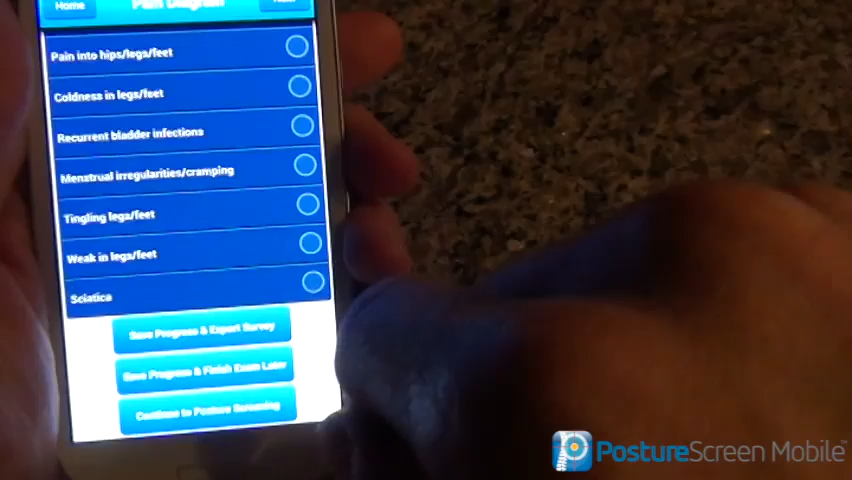 Home Pain Diagram Next
Pain into hips/legs/feet
Coldness in legs/feet
Recurrent bladder infections
Menstrual irregularities/cramping
Tingling legs/feet
Weak in legs/feet
Sciatica
Save Progress & Export Survey
Save Progress & Finish Exam Later
Continue to Posture Screening
PostureScreen Mobile™